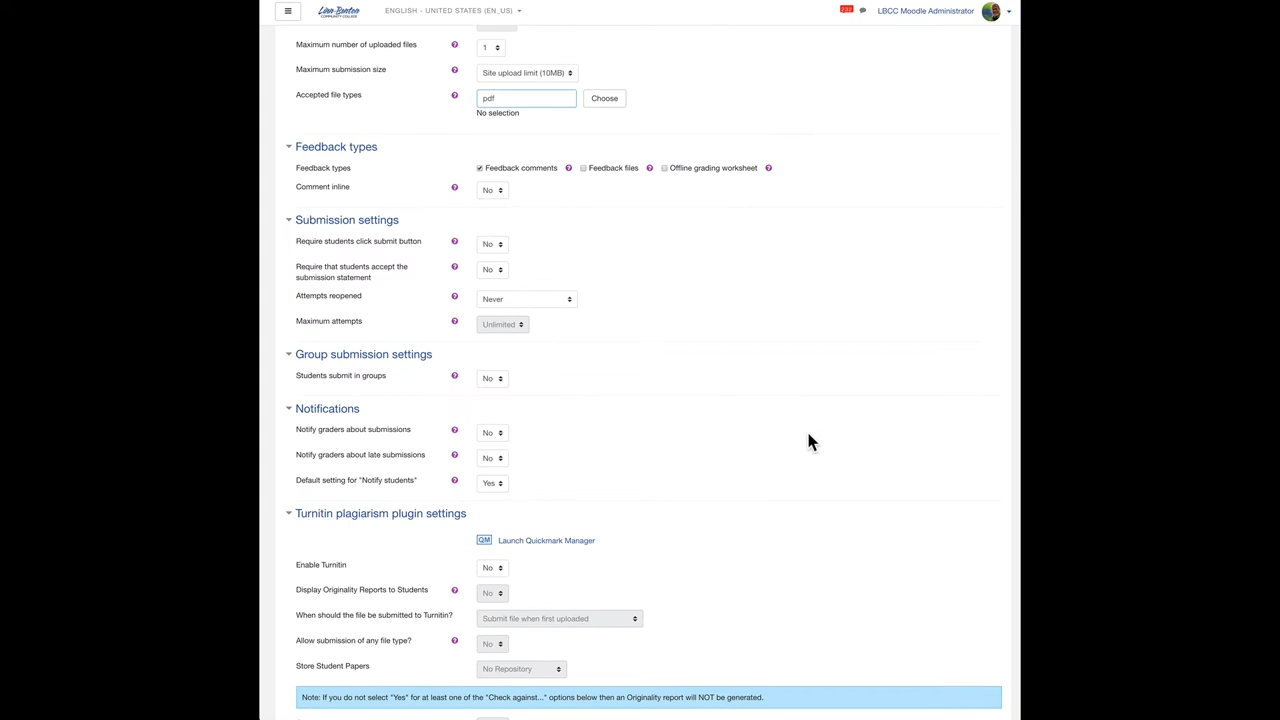 Linn-Benton
COMMUNITY COLLEGE
ENGLISH - UNITED STATES (EN_US)
232
LBCC Moodle Administrator
Maximum number of uploaded files
1
Maximum submission size
Site upload limit (10MB)
Accepted file types
pdf
Choose
No selection
Feedback types
Feedback types
Feedback comments
Feedback files
Offline grading worksheet
Comment inline
No
Submission settings
Require students click submit button
No
Require that students accept the
submission statement
No
Attempts reopened
Never
Maximum attempts
Unlimited
Group submission settings
Students submit in groups
No
Notifications
Notify graders about submissions
No
Notify graders about late submissions
No
Default setting for "Notify students"
Yes
Turnitin plagiarism plugin settings
QM Launch Quickmark Manager
Enable Turnitin
No
Display Originality Reports to Students
No
When should the file be submitted to Turnitin?
Submit file when first uploaded
Allow submission of any file type?
No
Store Student Papers
No Repository
Note: If you do not select "Yes" for at least one of the "Check against..." options below then an Originality report will NOT be generated.